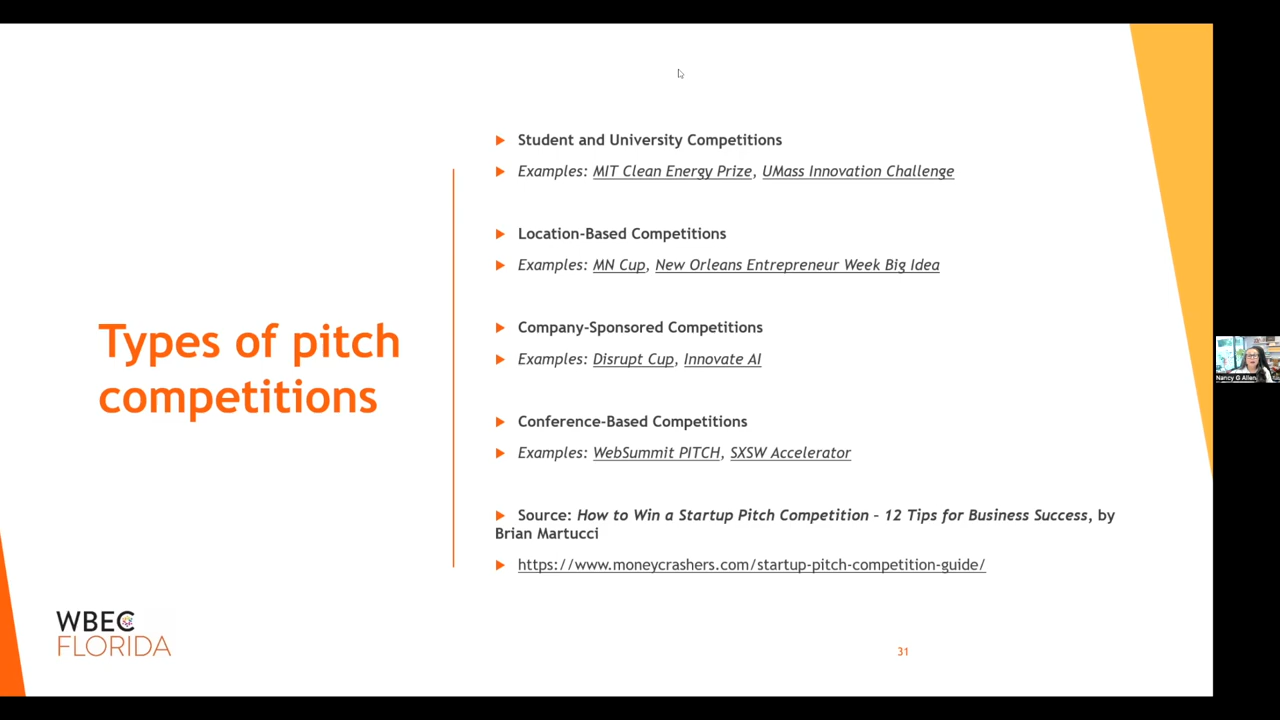 Types of pitch
competitions
Student and University Competitions
Examples: MIT Clean Energy Prize, UMass Innovation Challenge
Location-Based Competitions
Examples: MN Cup, New Orleans Entrepreneur Week Big Idea
Company-Sponsored Competitions
Examples: Disrupt Cup, Innovate AI
Conference-Based Competitions
Examples: WebSummit PITCH, SXSW Accelerator
Source: How to Win a Startup Pitch Competition – 12 Tips for Business Success, by
Brian Martucci
https://www.moneycrashers.com/startup-pitch-competition-guide/
WBEC
FLORIDA
31
Nancy G Allen